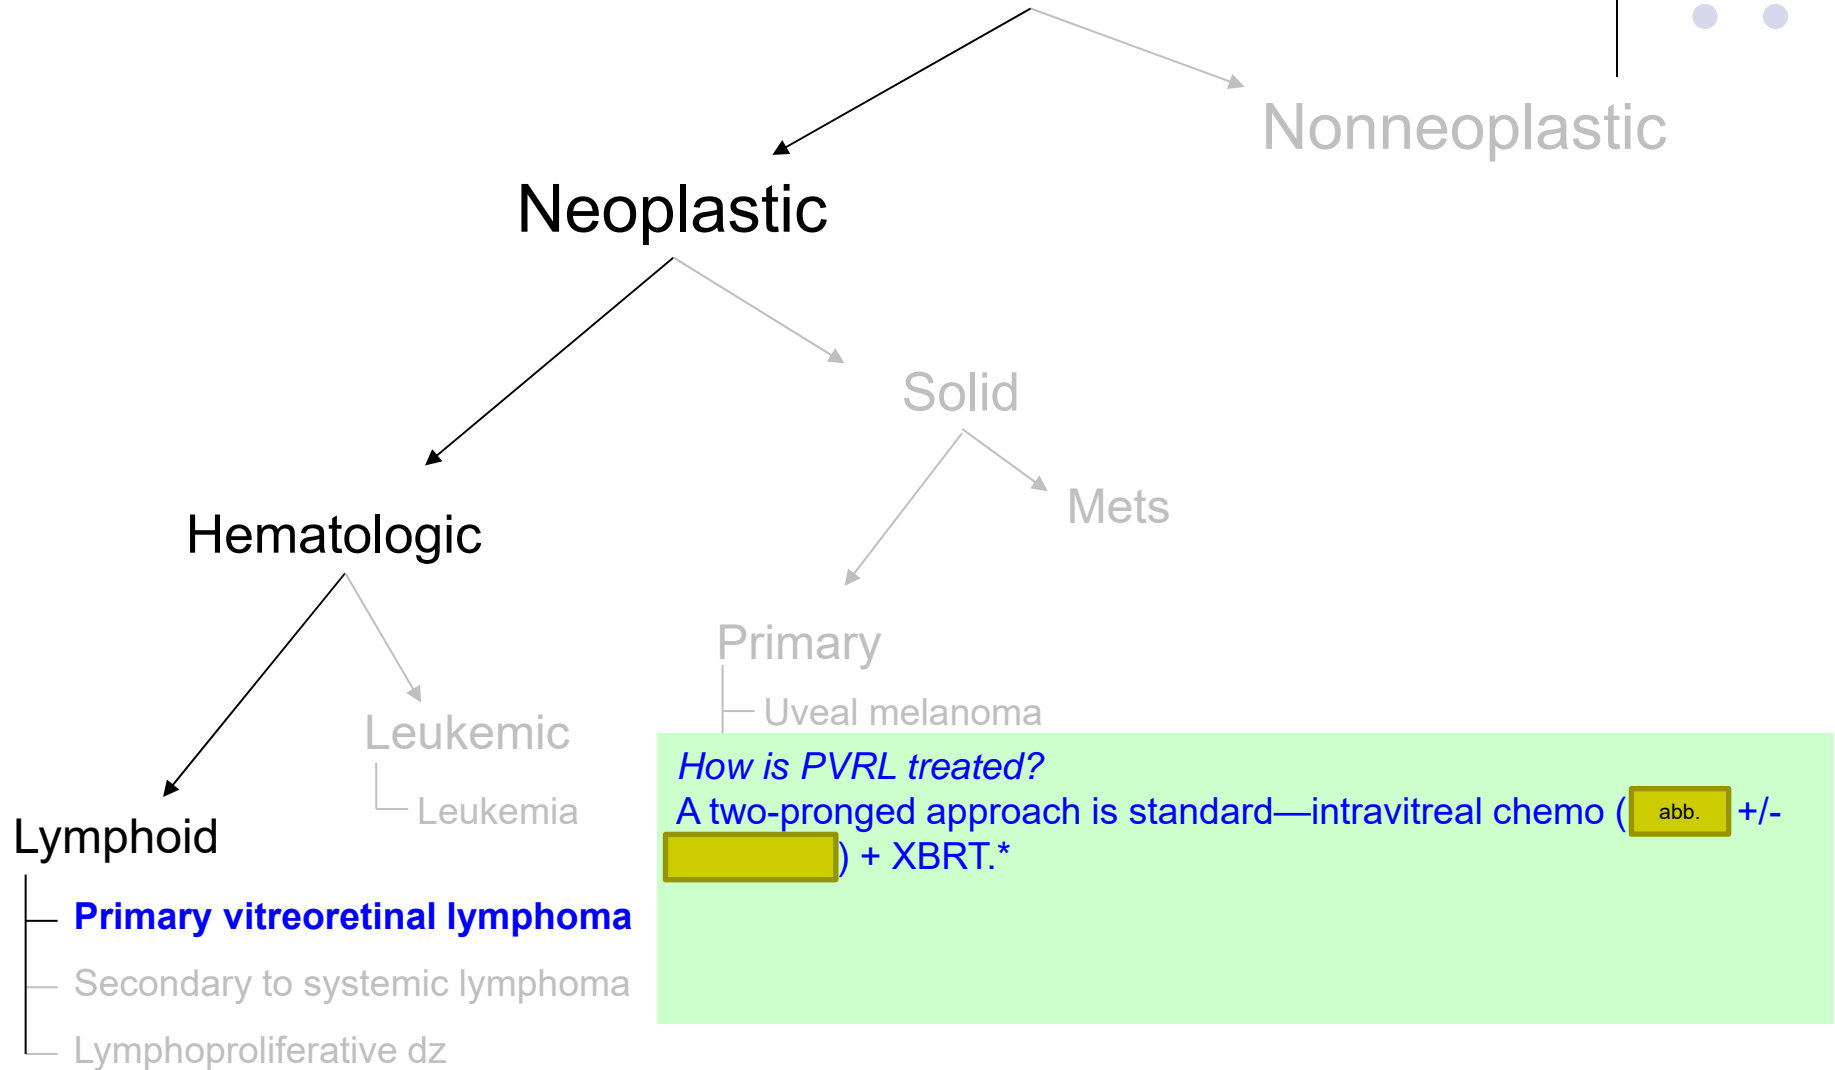 Nonneoplastic
Neoplastic
Solid
Mets
Hematologic
Primary
Uveal melanoma
Leukemic
Leukemia
How is PVRL treated?
A two-pronged approach is standard—intravitreal chemo ( abb. +/-
) + XBRT.*
Lymphoid
Primary vitreoretinal lymphoma
Secondary to systemic lymphoma
Lymphoproliferative dz